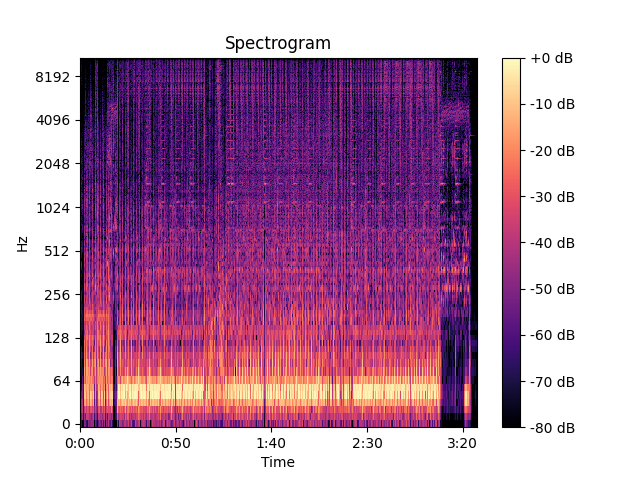 Spectrogram
8192
4096
2048
1024
512
256
128
64
0
Hz
0:00 0:50 1:40 2:30 3:20
Time
+0 dB
-10 dB
-20 dB
-30 dB
-40 dB
-50 dB
-60 dB
-70 dB
-80 dB